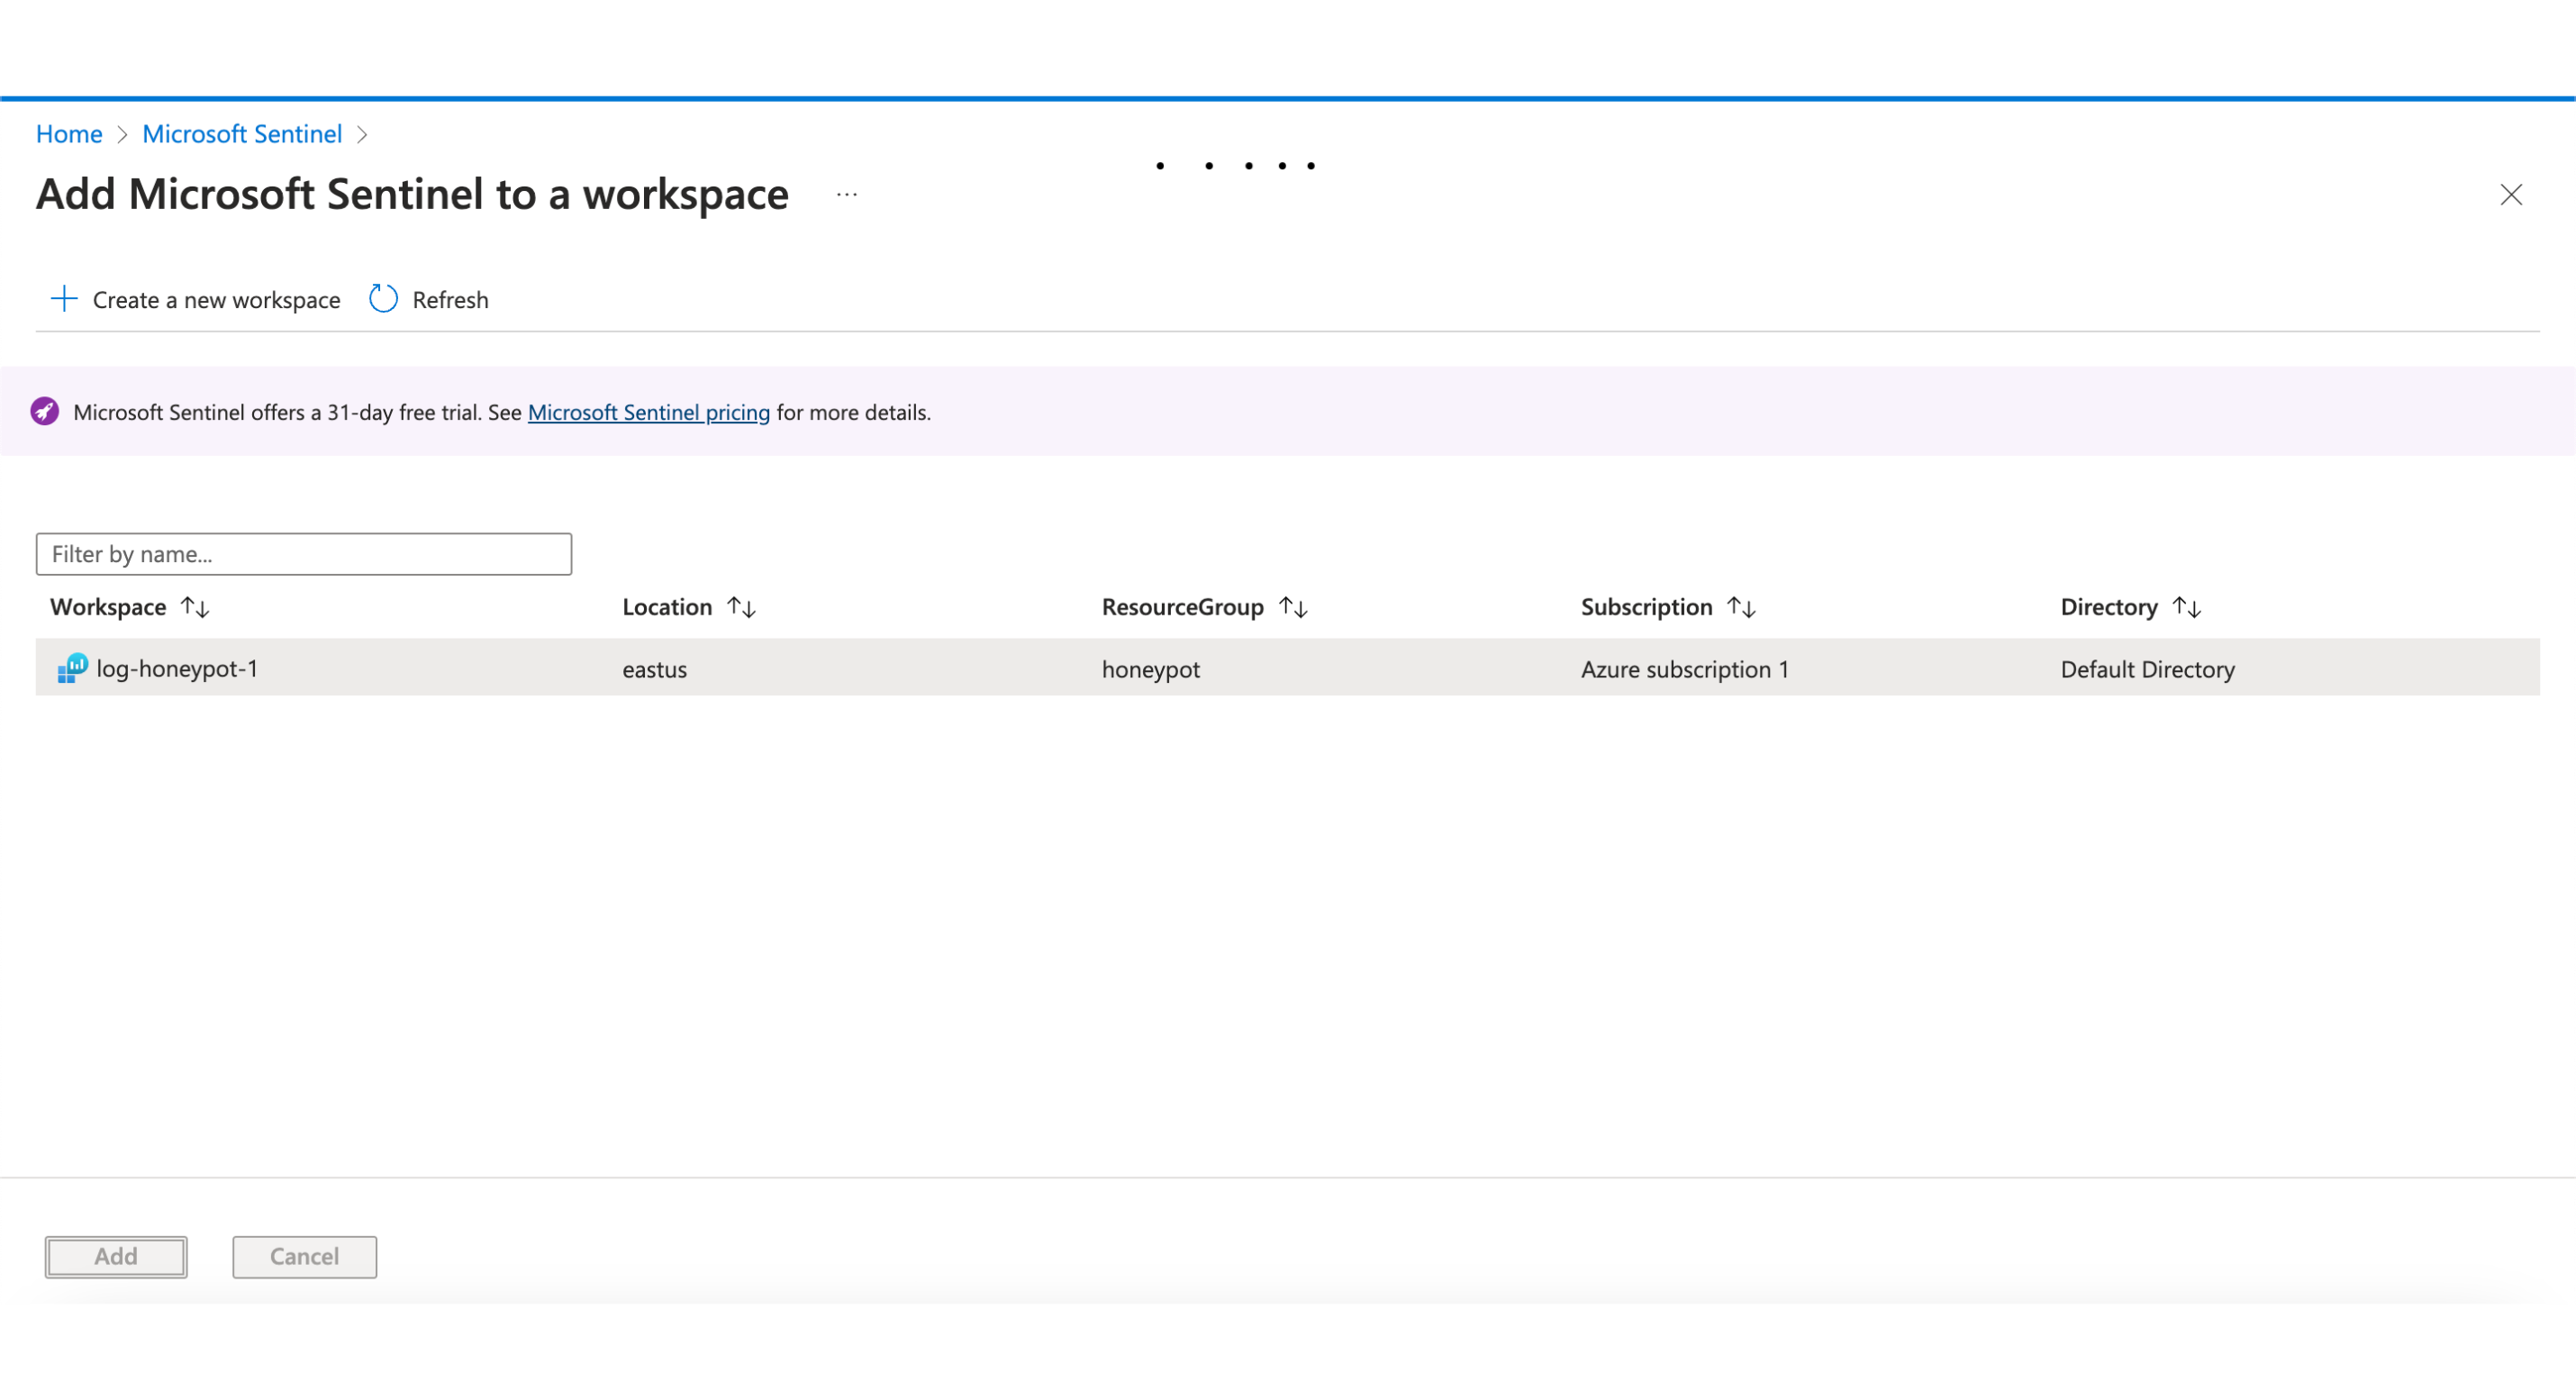 Home > Microsoft Sentinel >
Add Microsoft Sentinel to a workspace ...
Create a new workspace Refresh
Microsoft Sentinel offers a 31-day free trial. See Microsoft Sentinel pricing for more details.
Filter by name...
Workspace ↑↓ Location ↑↓ ResourceGroup ↑↓ Subscription ↑↓ Directory ↑↓
log-honeypot-1 eastus honeypot Azure subscription 1 Default Directory
Add Cancel